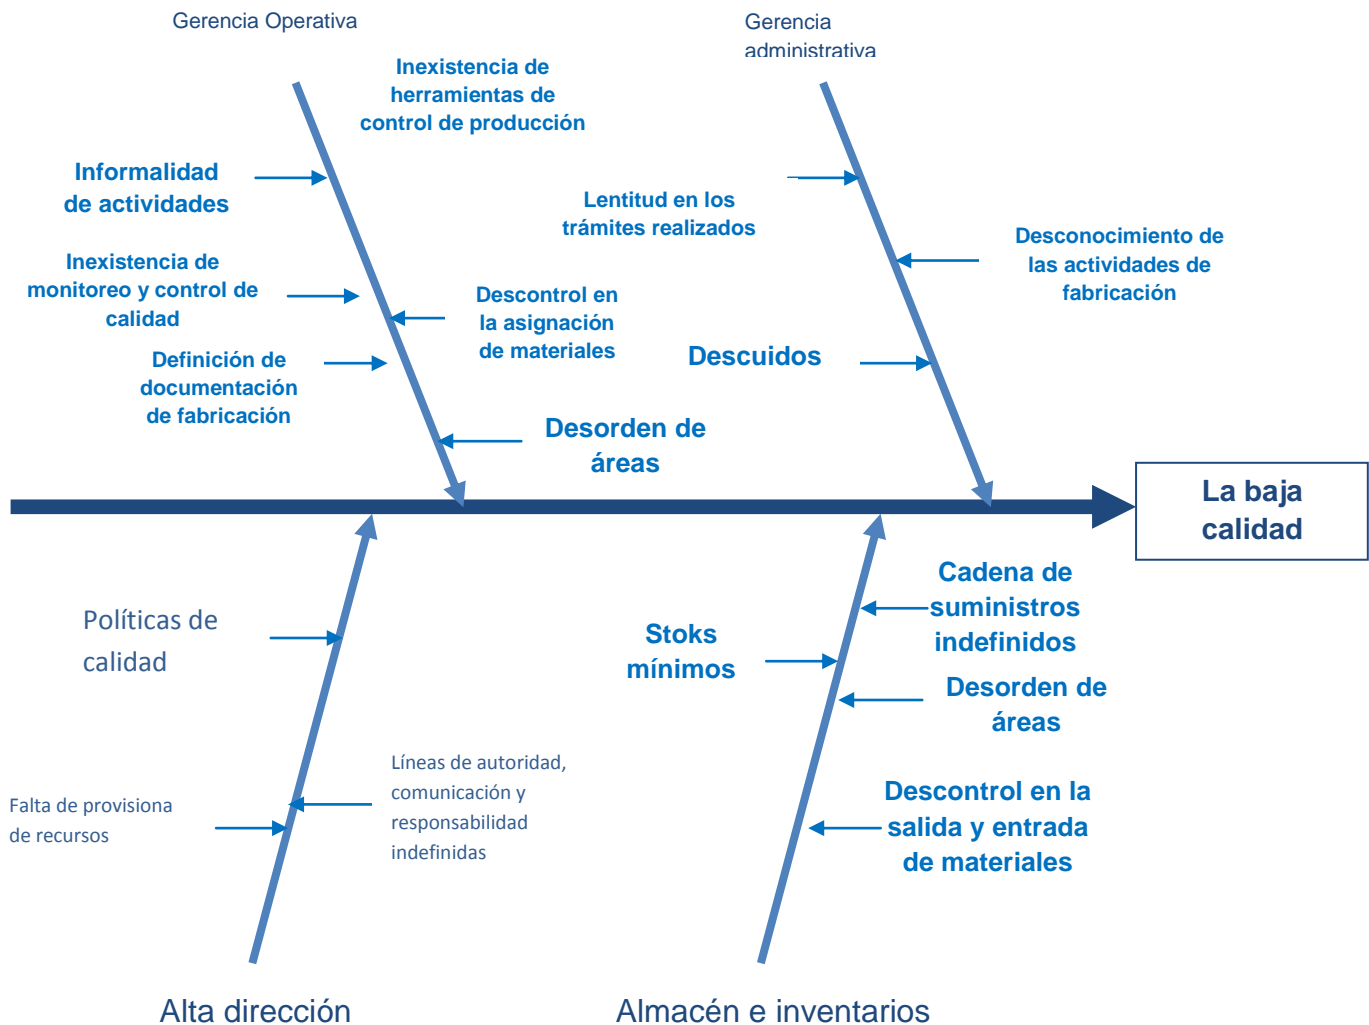 Gerencia Operativa
Gerencia
administrativa
Inexistencia de
herramientas de
control de producción
Informalidad
de actividades
Inexistencia de
monitoreo y control de
calidad
Descontrol en
la asignación
de materiales
Definición de
documentación
de fabricación
Desorden de
áreas
Lentitud en los
trámites realizados
Desconocimiento de
las actividades de
fabricación
Descuidos
La baja
calidad
Políticas de
calidad
Líneas de autoridad,
comunicación y
responsabilidad
indefinidas
Falta de provisiona
de recursos
Cadena de
suministros
indefinidos
Stoks
mínimos
Desorden de
áreas
Descontrol en la
salida y entrada
de materiales
Alta dirección
Almacén e inventarios